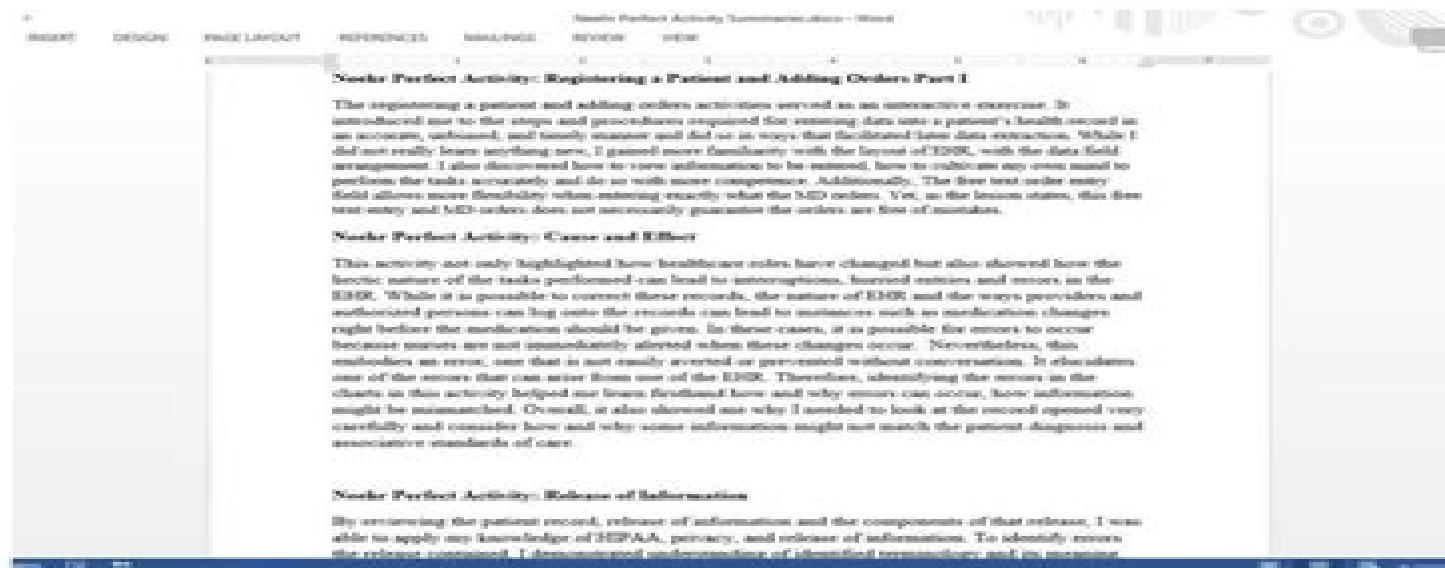 Neehr Perfect Activity Summaries.docx - Word
INSERT DESIGN PAGE LAYOUT REFERENCES MAILINGS REVIEW VIEW
Neehr Perfect Activity: Registering a Patient and Adding Orders Part I
The registering a patient and adding orders activities served as an interactive exercise. It
introduced me to the steps and procedures required for entering data into a patient's health record in
an accurate, unbiased, and timely manner and did so in ways that facilitated later data extraction. While I
did not really learn anything new, I gained more familiarity with the layout of EHR, with the data field
arrangement. I also discovered how to view information to be entered, how to cultivate my own mind to
perform the tasks accurately and do so with more competence. Additionally, The free text order entry
field allows more flexibility when entering exactly what the MD orders. Yet, as the lesson states, this free
text entry and MD orders does not necessarily guarantee the orders are free of mistakes.
Neehr Perfect Activity: Cause and Effect
This activity not only highlighted how healthcare roles have changed but also showed how the
hectic nature of the tasks performed can lead to interruptions, hurried entries and errors in the
EHR. While it is possible to correct these records, the nature of EHR and the ways providers and
authorized persons can log onto the records can lead to instances such as medication changes
right before the medication should be given. In these cases, it is possible for errors to occur
because nurses are not immediately alerted when these changes occur. Nevertheless, this
embodies an error, one that is not easily averted or prevented without conversation. It elucidates
one of the errors that can arise from use of the EHR. Therefore, identifying the errors in the
charts in this activity helped me learn firsthand how and why errors can occur, how information
might be mismatched. Overall, it also showed me why I needed to look at the record opened very
carefully and consider how and why some information might not match the patient diagnosis and
associative standards of care.
Neehr Perfect Activity: Release of Information
By reviewing the patient record, release of information and the components of that release, I was
able to apply my knowledge of HIPAA, privacy, and release of information. To identify errors
the release contained, I demonstrated understanding of identified terminology and its meaning